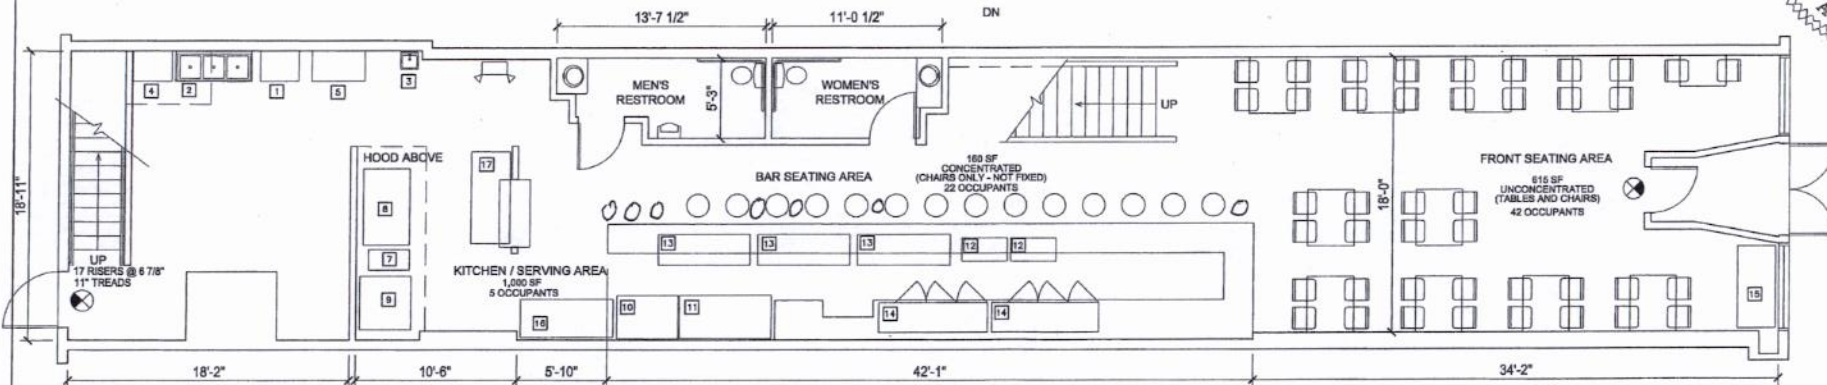 13'-7 1/2"
11'-0 1/2"
DN
4
2
1
5
3
MEN'S
RESTROOM
5'-3"
WOMEN'S
RESTROOM
UP
18'-11"
HOOD ABOVE
17
BAR SEATING AREA
160 SF
CONCENTRATED
(CHAIRS ONLY - NOT FIXED)
22 OCCUPANTS
18'-0"
FRONT SEATING AREA
615 SF
UNCONCENTRATED
(TABLES AND CHAIRS)
42 OCCUPANTS
8
7
9
UP
17 RISERS @ 6 7/8"
11" TREADS
KITCHEN / SERVING AREA
1,000 SF
5 OCCUPANTS
13
13
13
12
12
16
10
11
14
14
15
18'-2"
10'-6"
5'-10"
42'-1"
34'-2"